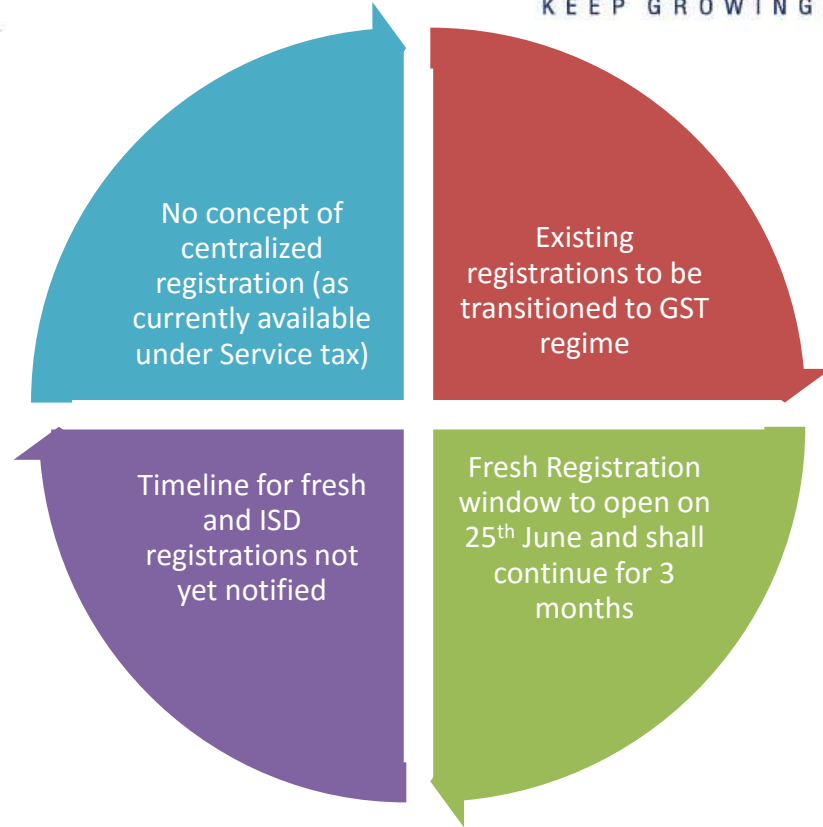 KEEP GROWING
No concept of
centralized
registration (as
currently available
under Service tax)
Existing
registrations to be
transitioned to GST
regime
Timeline for fresh
and ISD
registrations not
yet notified
Fresh Registration
window to open on
25th June and shall
continue for 3
months